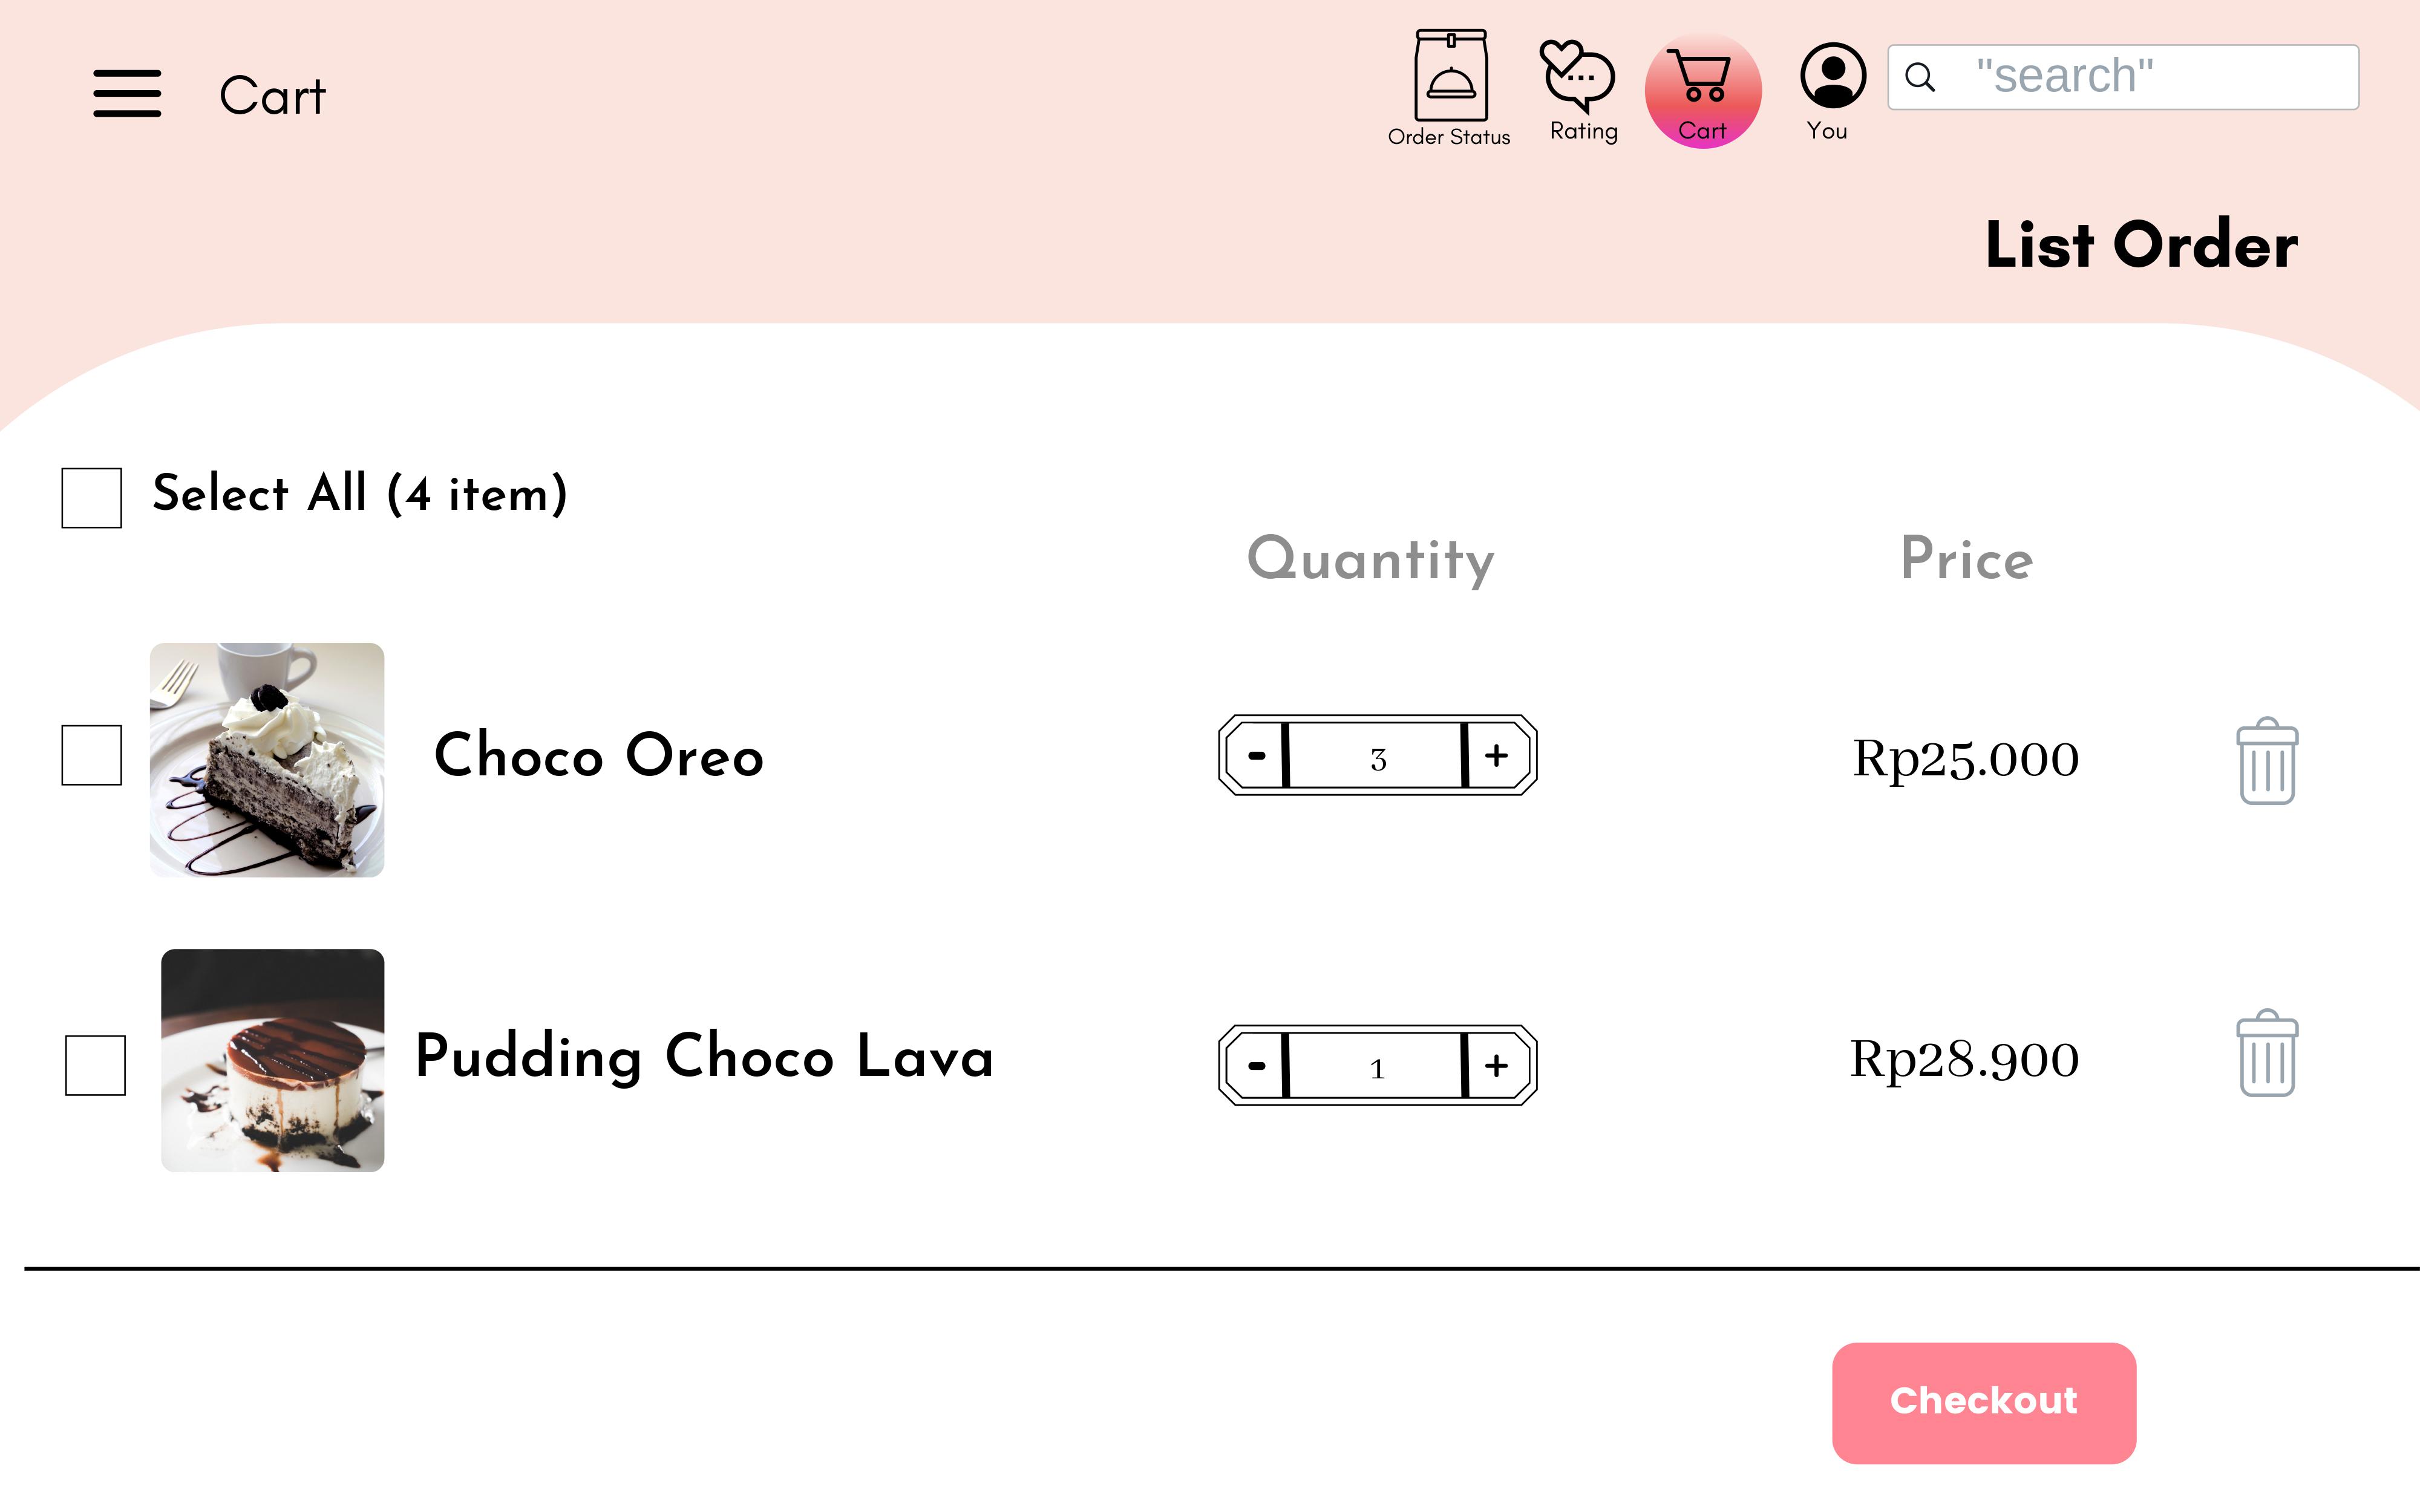 Cart
Order Status
Rating
Cart
You
"search"
List Order
Select All (4 item)
Quantity
Price
Choco Oreo
- 3 +
Rp25.000
Pudding Choco Lava
- 1 +
Rp28.900
Checkout